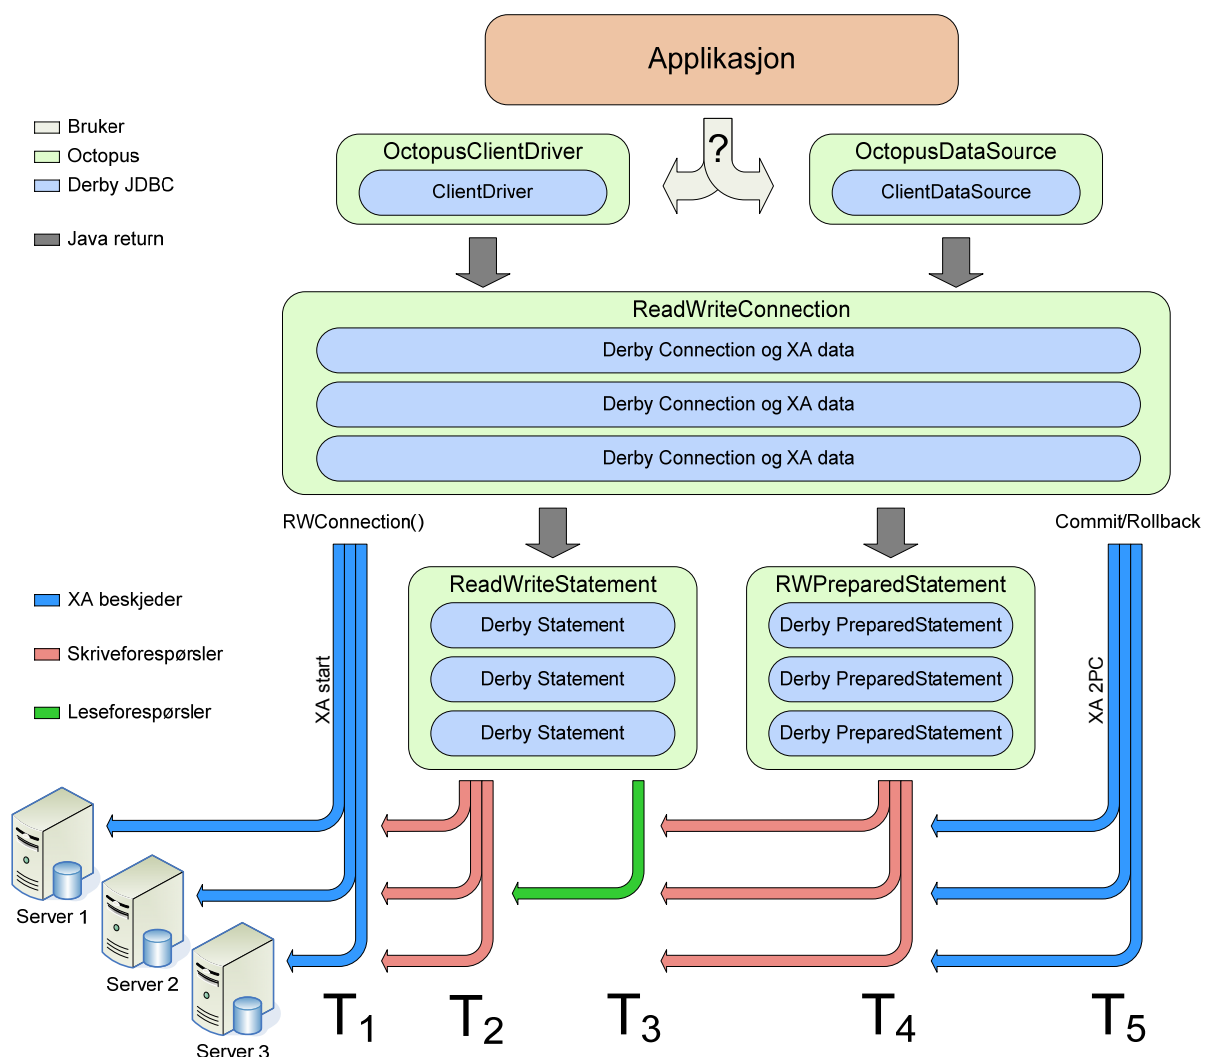 Applikasjon
Bruker
Octopus
Derby JDBC
Java return
OctopusClientDriver
ClientDriver
?
OctopusDataSource
ClientDataSource
ReadWriteConnection
Derby Connection og XA data
Derby Connection og XA data
Derby Connection og XA data
RWConnection()
Commit/Rollback
XA beskjeder
Skriveforespørsler
Leseforespørsler
XA start
ReadWriteStatement
Derby Statement
Derby Statement
Derby Statement
RWPreparedStatement
Derby PreparedStatement
Derby PreparedStatement
Derby PreparedStatement
XA 2PC
Server 1
Server 2
Server 3
T1
T2
T3
T4
T5